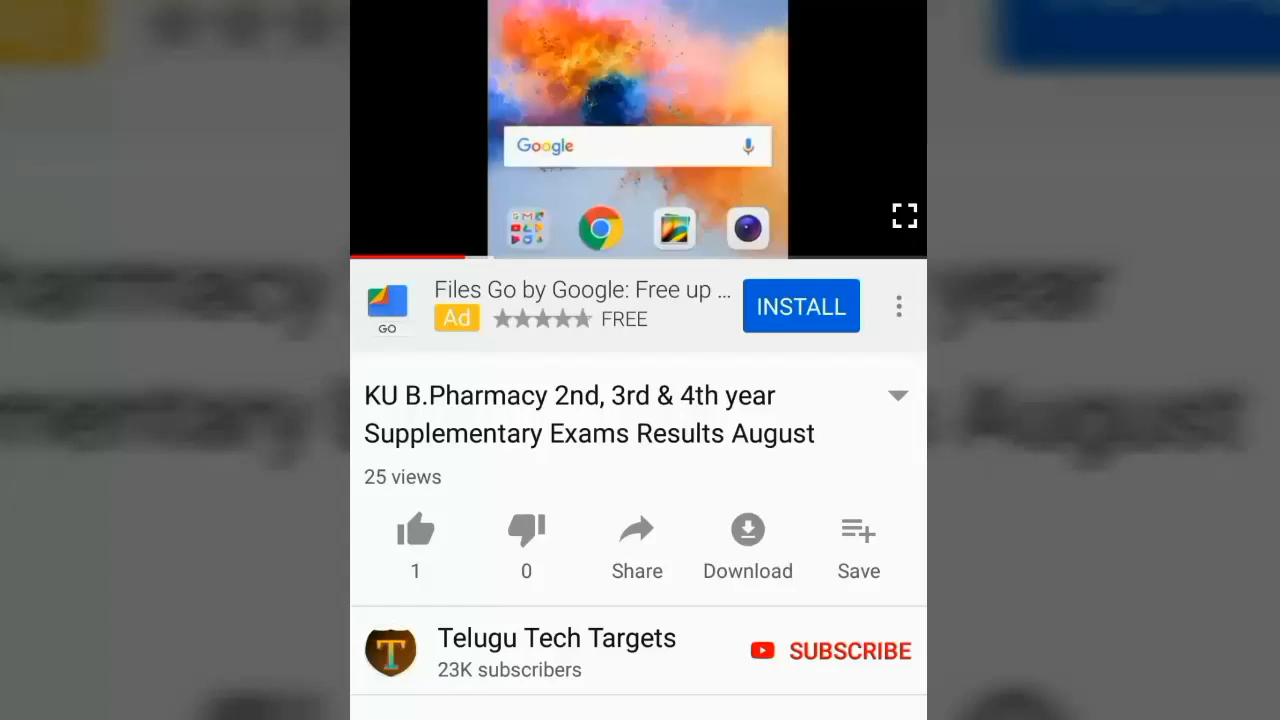 Google
Files Go by Google: Free up ...
Ad FREE
INSTALL
GO
KU B.Pharmacy 2nd, 3rd & 4th year
Supplementary Exams Results August
25 views
1
0
Share
Download
Save
T
Telugu Tech Targets
23K subscribers
SUBSCRIBE